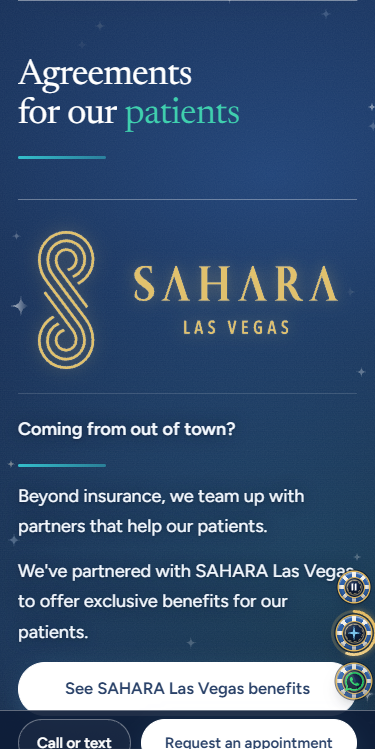 Agreements
for our patients
SAHARA
LAS VEGAS
Coming from out of town?
Beyond insurance, we team up with
partners that help our patients.
We've partnered with SAHARA Las Vegas
to offer exclusive benefits for our
patients.
See SAHARA Las Vegas benefits
Call or text
Request an appointment